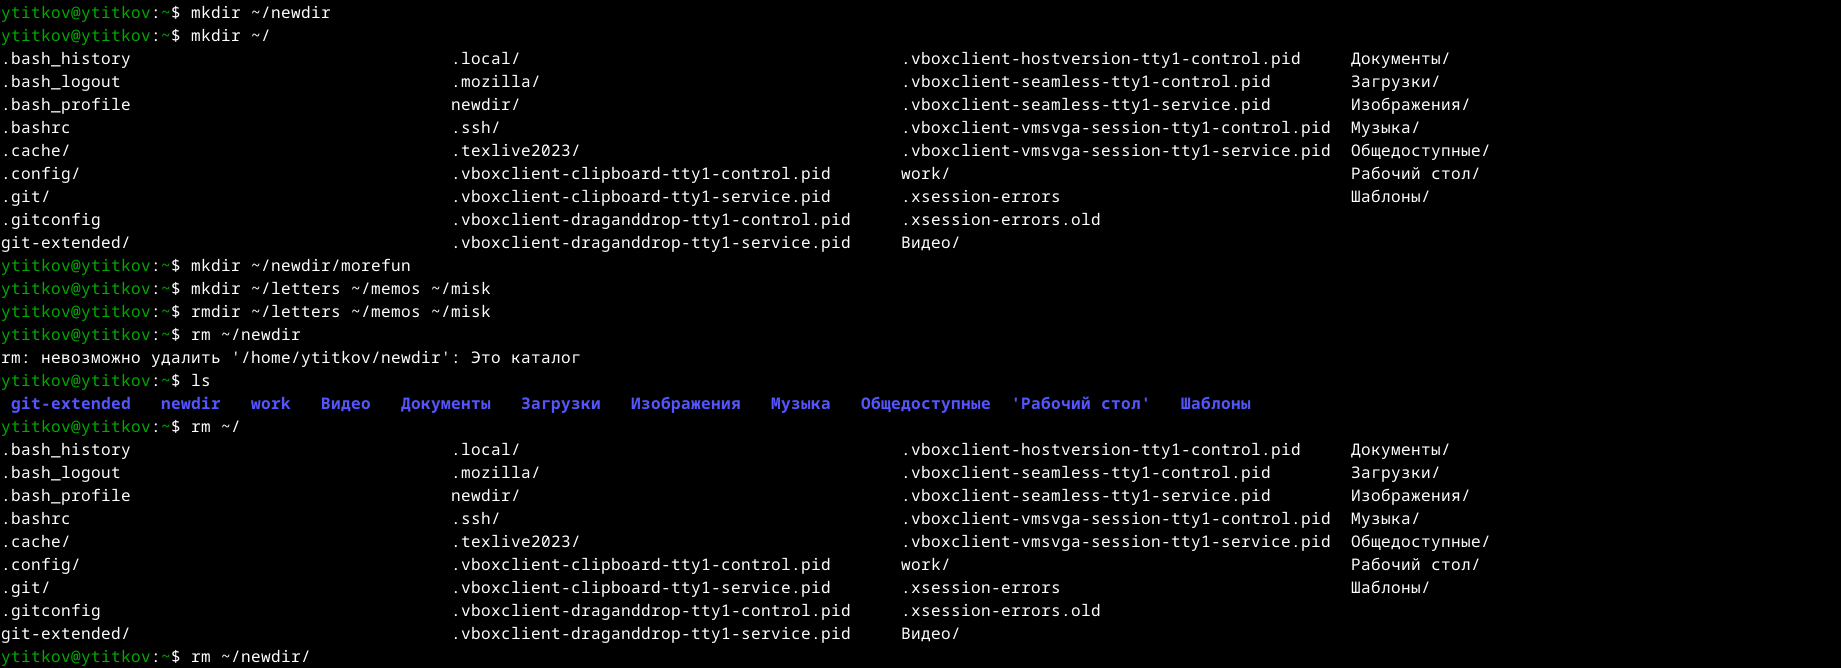 ytitkov@ytitkov:~$ mkdir ~/newdir
ytitkov@ytitkov:~$ mkdir ~/
.bash_history .local/ .vboxclient-hostversion-tty1-control.pid Документы/
.bash_logout .mozilla/ .vboxclient-seamless-tty1-control.pid Загрузки/
.bash_profile newdir/ .vboxclient-seamless-tty1-service.pid Изображения/
.bashrc .ssh/ .vboxclient-vmsvga-session-tty1-control.pid Музыка/
.cache/ .texlive2023/ .vboxclient-vmsvga-session-tty1-service.pid Общедоступные/
.config/ .vboxclient-clipboard-tty1-control.pid work/ Рабочий стол/
.git/ .vboxclient-clipboard-tty1-service.pid .xsession-errors Шаблоны/
.gitconfig .vboxclient-draganddrop-tty1-control.pid .xsession-errors.old
git-extended/ .vboxclient-draganddrop-tty1-service.pid Видео/
ytitkov@ytitkov:~$ mkdir ~/newdir/morefun
ytitkov@ytitkov:~$ mkdir ~/letters ~/memos ~/misk
ytitkov@ytitkov:~$ rmdir ~/letters ~/memos ~/misk
ytitkov@ytitkov:~$ rm ~/newdir
rm: невозможно удалить '/home/ytitkov/newdir': Это каталог
ytitkov@ytitkov:~$ ls
git-extended newdir work Видео Документы Загрузки Изображения Музыка Общедоступные 'Рабочий стол' Шаблоны
ytitkov@ytitkov:~$ rm ~/
.bash_history .local/ .vboxclient-hostversion-tty1-control.pid Документы/
.bash_logout .mozilla/ .vboxclient-seamless-tty1-control.pid Загрузки/
.bash_profile newdir/ .vboxclient-seamless-tty1-service.pid Изображения/
.bashrc .ssh/ .vboxclient-vmsvga-session-tty1-control.pid Музыка/
.cache/ .texlive2023/ .vboxclient-vmsvga-session-tty1-service.pid Общедоступные/
.config/ .vboxclient-clipboard-tty1-control.pid work/ Рабочий стол/
.git/ .vboxclient-clipboard-tty1-service.pid .xsession-errors Шаблоны/
.gitconfig .vboxclient-draganddrop-tty1-control.pid .xsession-errors.old
git-extended/ .vboxclient-draganddrop-tty1-service.pid Видео/
ytitkov@ytitkov:~$ rm ~/newdir/